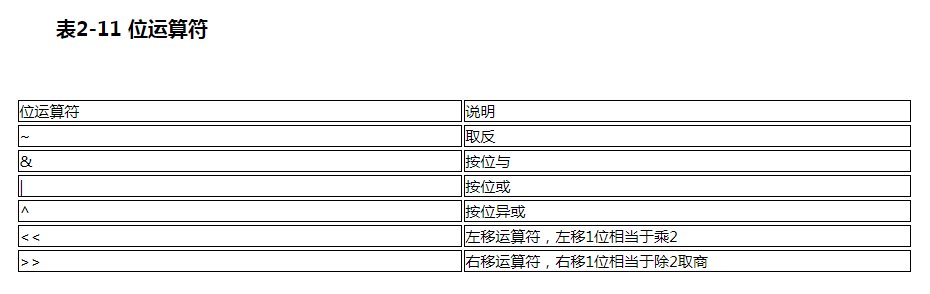 表2-11 位运算符
位运算符 说明
~ 取反
& 按位与
| 按位或
^ 按位异或
<< 左移运算符，左移1位相当于乘2
>> 右移运算符，右移1位相当于除2取商